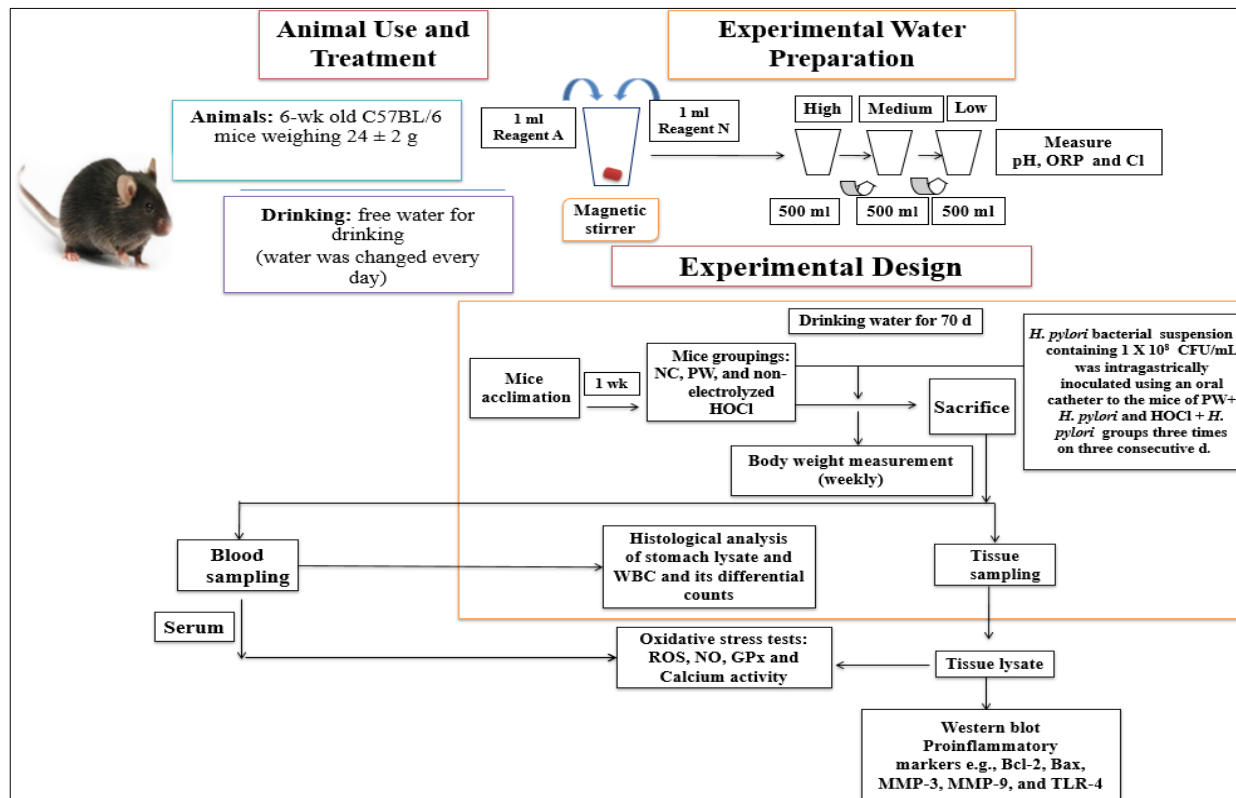 Animal Use and
Treatment
Experimental Water
Preparation
Animals: 6-wk old C57BL/6
mice weighing 24 ± 2 g
1 ml
Reagent A
1 ml
Reagent N
High
Medium
Low
Measure
pH, ORP and Cl
Drinking: free water for
drinking
(water was changed every
day)
Magnetic
stirrer
500 ml
500 ml
500 ml
Experimental Design
Drinking water for 70 d
Mice
acclimation
1 wk
Mice groupings:
NC, PW, and non-
electrolyzed
HOCl
Sacrifice
H. pylori bacterial suspension
containing 1 X 10⁸ CFU/mL
was intragastrically
inoculated using an oral
catheter to the mice of PW+
H. pylori and HOCl + H.
pylori groups three times
on three consecutive d.
Body weight measurement
(weekly)
Blood
sampling
Histological analysis
of stomach lysate and
WBC and its differential
counts
Tissue
sampling
Serum
Oxidative stress tests:
ROS, NO, GPx and
Calcium activity
Tissue lysate
Western blot
Proinflammatory
markers e.g., Bcl-2, Bax,
MMP-3, MMP-9, and TLR-4